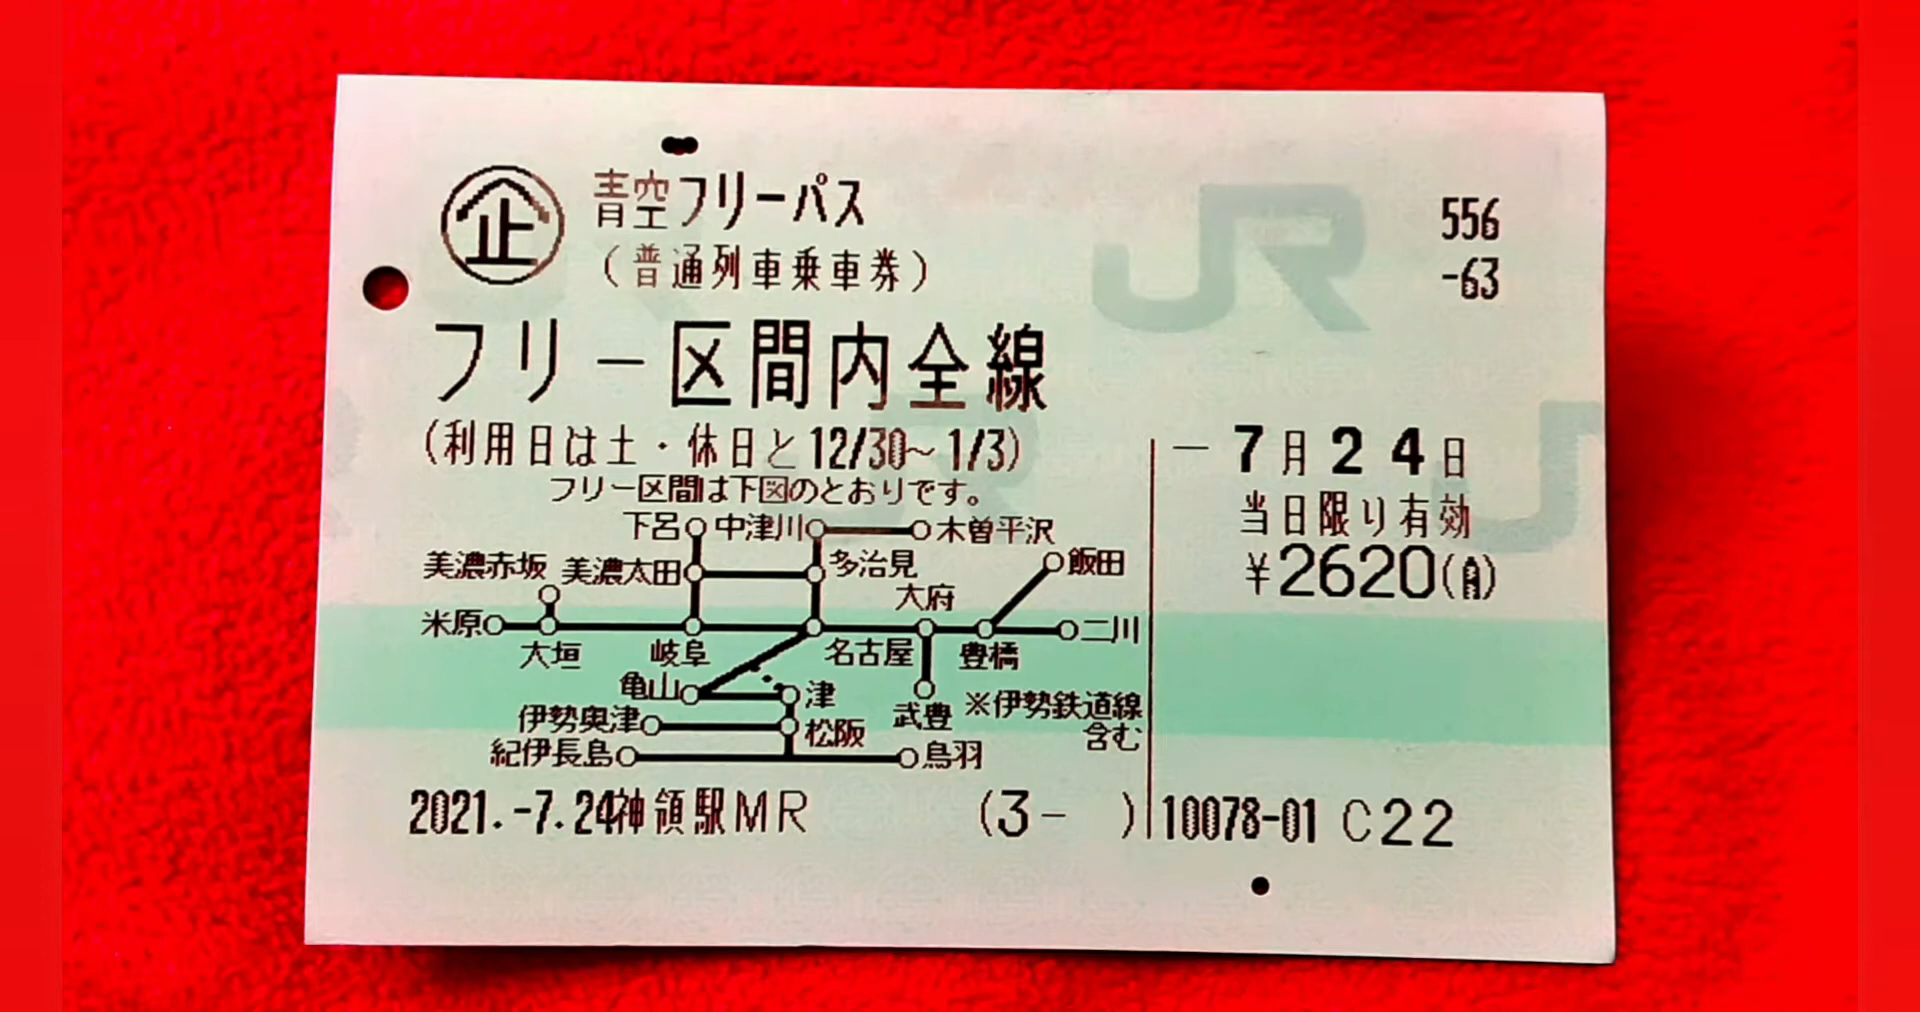 企 青空フリーパス
(普通列車乗車券)
556
-63
JR
フリー区間内全線
(利用日は土・休日と12/30~1/3)
フリー区間は下図のとおりです。
-7月24日
当日限り有効
¥2620
下呂 中津川 木曽平沢
美濃赤坂 美濃太田 多治見 飯田
大府
米原 二川
大垣 岐阜 名古屋 豊橋
亀山 津
伊勢奥津 松阪 武豊 ※伊勢鉄道線
含む
紀伊長島 鳥羽
2021.-7.24神領駅MR (3- ) 10078-01 C22